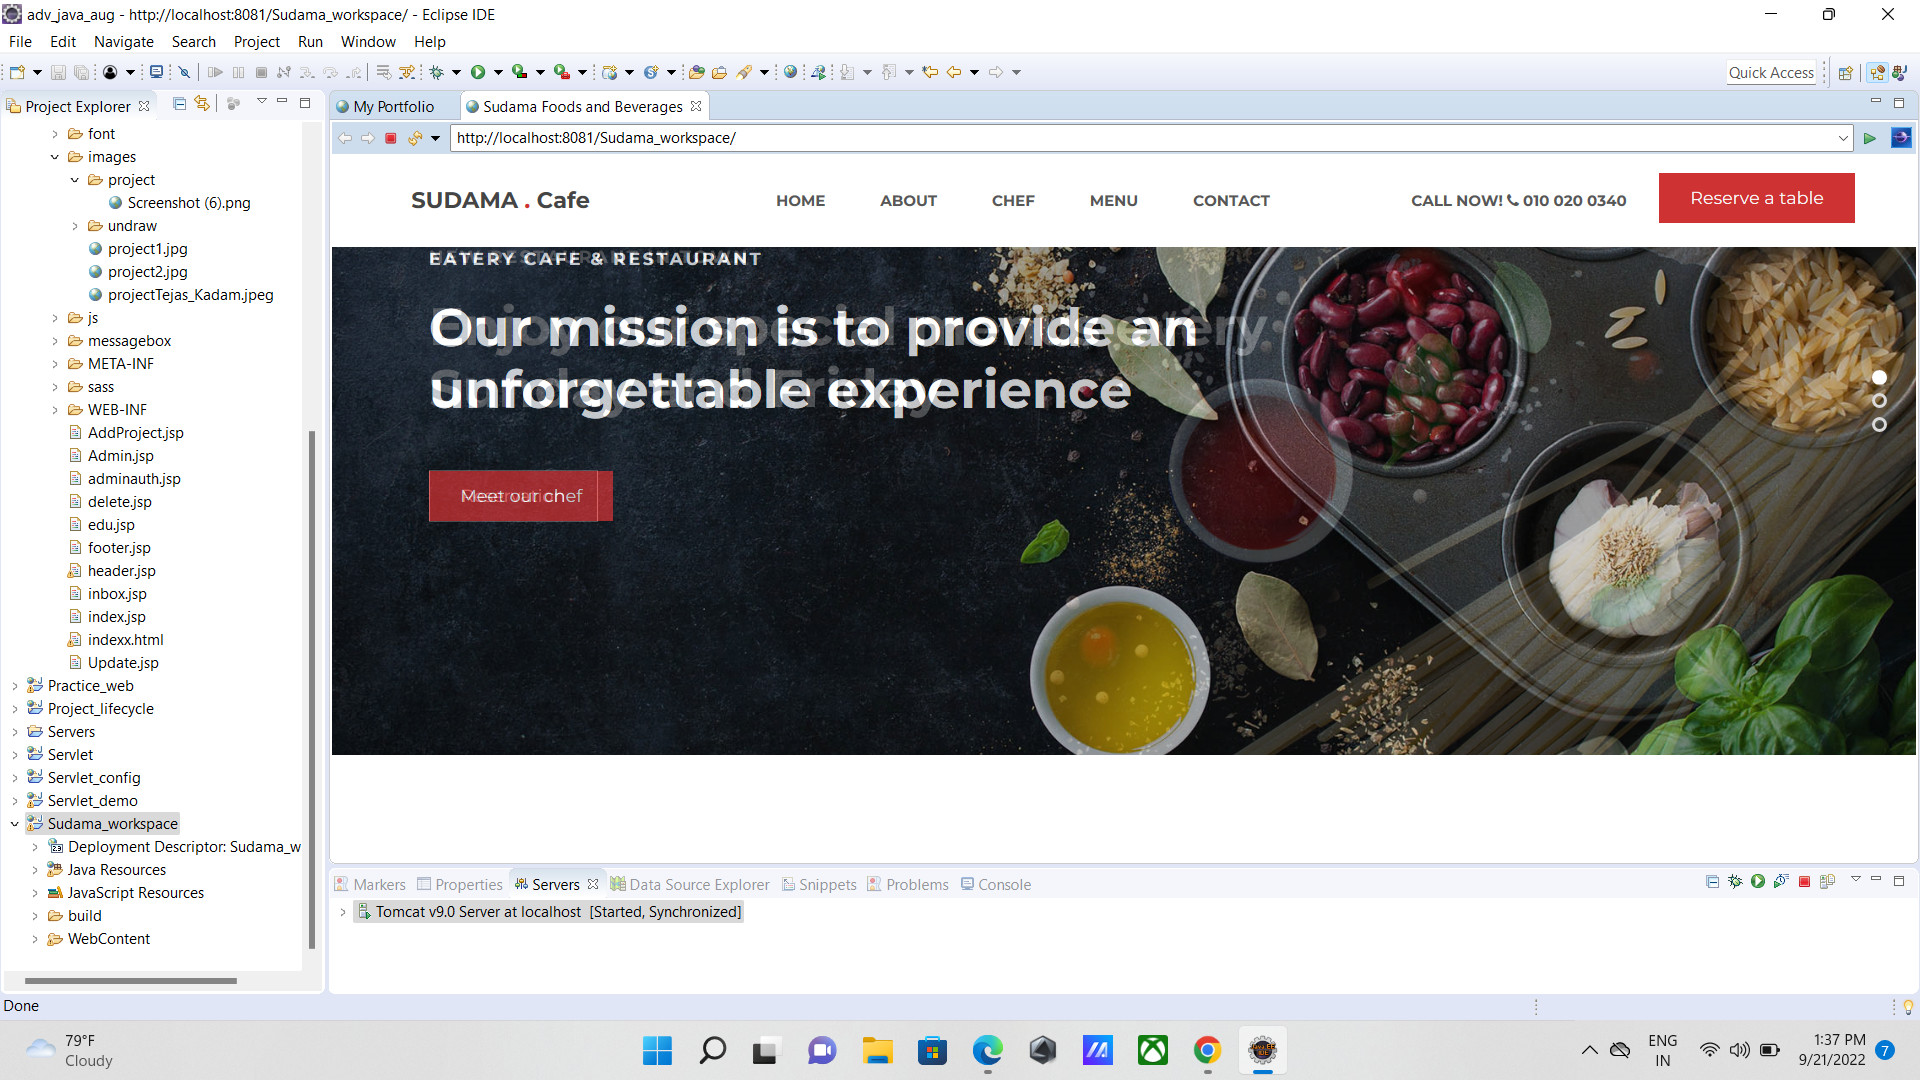 adv_java_aug - http://localhost:8081/Sudama_workspace/ - Eclipse IDE
File Edit Navigate Search Project Run Window Help
Quick Access
Project Explorer
font
images
project
Screenshot (6).png
undraw
project1.jpg
project2.jpg
projectTejas_Kadam.jpeg
js
messagebox
META-INF
sass
WEB-INF
AddProject.jsp
Admin.jsp
adminauth.jsp
delete.jsp
edu.jsp
footer.jsp
header.jsp
inbox.jsp
index.jsp
indexx.html
Update.jsp
Practice_web
Project_lifecycle
Servers
Servlet
Servlet_config
Servlet_demo
Sudama_workspace
Deployment Descriptor: Sudama_w
Java Resources
JavaScript Resources
build
WebContent
My Portfolio Sudama Foods and Beverages
http://localhost:8081/Sudama_workspace/
SUDAMA . Cafe HOME ABOUT CHEF MENU CONTACT CALL NOW! 010 020 0340 Reserve a table
EATERY CAFE & RESTAURANT
Our mission is to provide an
unforgettable experience
Meet our chef
Markers Properties Servers Data Source Explorer Snippets Problems Console
Tomcat v9.0 Server at localhost [Started, Synchronized]
Done
79°F
Cloudy
ENG
IN
1:37 PM
9/21/2022
7